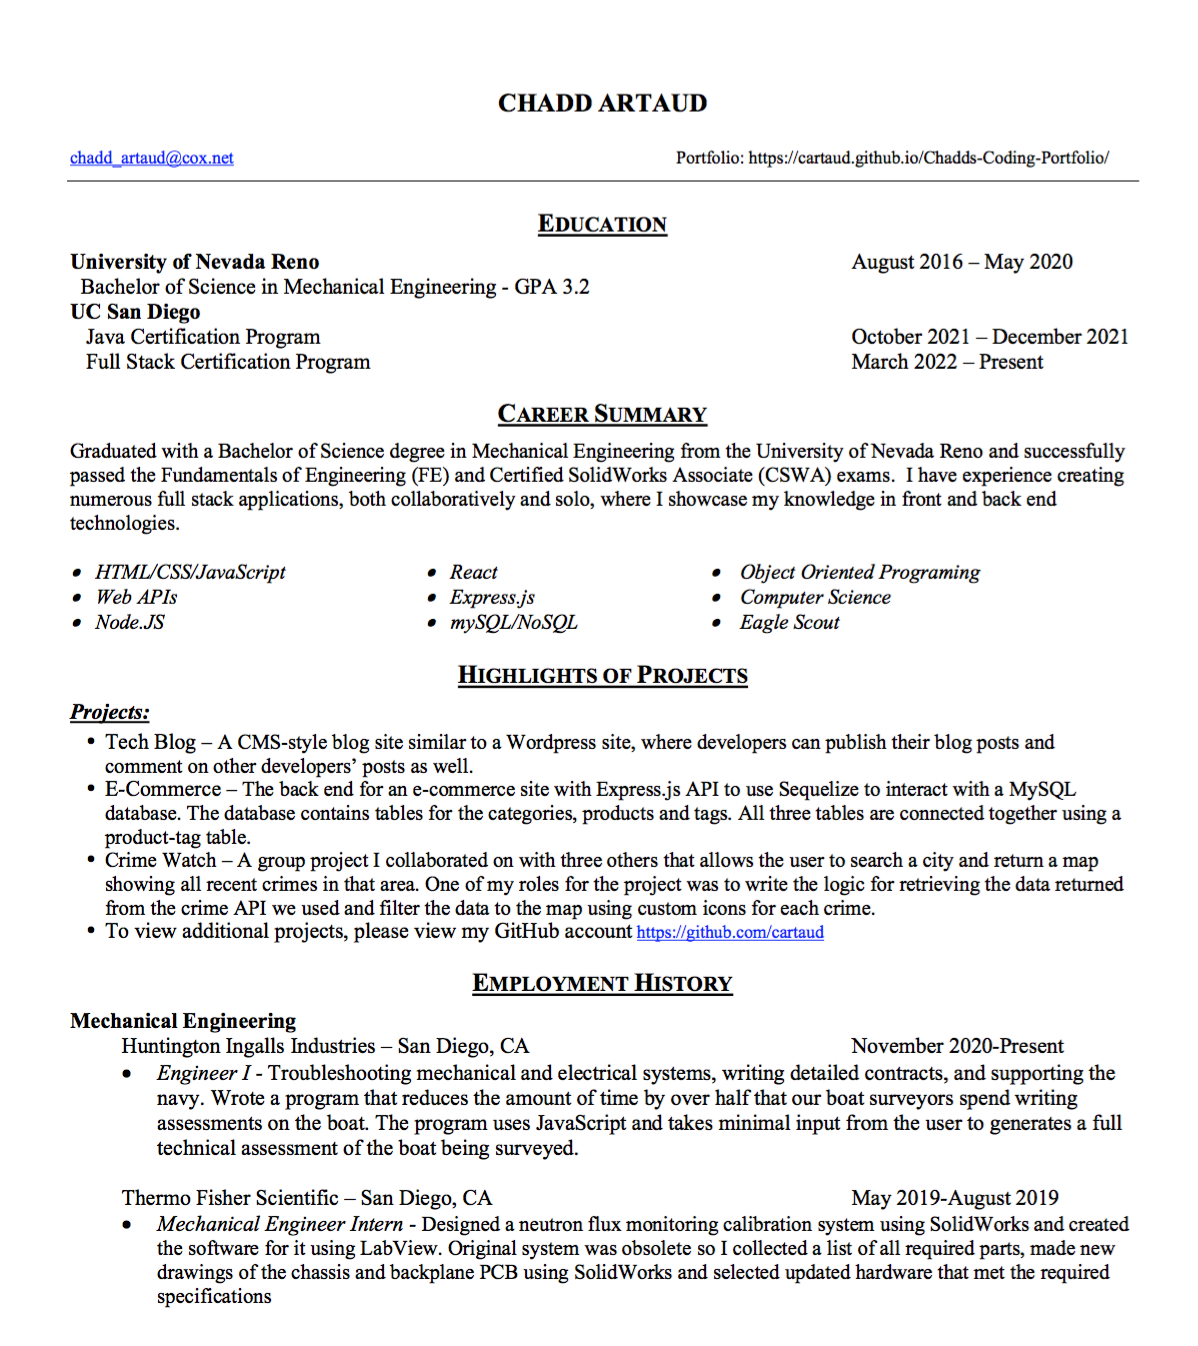 CHADD ARTAUD
chadd_artaud@cox.net Portfolio: https://cartaud.github.io/Chadds-Coding-Portfolio/
EDUCATION
University of Nevada Reno August 2016 – May 2020
Bachelor of Science in Mechanical Engineering - GPA 3.2
UC San Diego
Java Certification Program October 2021 – December 2021
Full Stack Certification Program March 2022 – Present
CAREER SUMMARY
Graduated with a Bachelor of Science degree in Mechanical Engineering from the University of Nevada Reno and successfully
passed the Fundamentals of Engineering (FE) and Certified SolidWorks Associate (CSWA) exams. I have experience creating
numerous full stack applications, both collaboratively and solo, where I showcase my knowledge in front and back end
technologies.
• HTML/CSS/JavaScript • React • Object Oriented Programing
• Web APIs • Express.js • Computer Science
• Node.JS • mySQL/NoSQL • Eagle Scout
HIGHLIGHTS OF PROJECTS
Projects:
• Tech Blog – A CMS-style blog site similar to a Wordpress site, where developers can publish their blog posts and
comment on other developers’ posts as well.
• E-Commerce – The back end for an e-commerce site with Express.js API to use Sequelize to interact with a MySQL
database. The database contains tables for the categories, products and tags. All three tables are connected together using a
product-tag table.
• Crime Watch – A group project I collaborated on with three others that allows the user to search a city and return a map
showing all recent crimes in that area. One of my roles for the project was to write the logic for retrieving the data returned
from the crime API we used and filter the data to the map using custom icons for each crime.
• To view additional projects, please view my GitHub account https://github.com/cartaud
EMPLOYMENT HISTORY
Mechanical Engineering
Huntington Ingalls Industries – San Diego, CA November 2020-Present
• Engineer I - Troubleshooting mechanical and electrical systems, writing detailed contracts, and supporting the
navy. Wrote a program that reduces the amount of time by over half that our boat surveyors spend writing
assessments on the boat. The program uses JavaScript and takes minimal input from the user to generates a full
technical assessment of the boat being surveyed.
Thermo Fisher Scientific – San Diego, CA May 2019-August 2019
• Mechanical Engineer Intern - Designed a neutron flux monitoring calibration system using SolidWorks and created
the software for it using LabView. Original system was obsolete so I collected a list of all required parts, made new
drawings of the chassis and backplane PCB using SolidWorks and selected updated hardware that met the required
specifications